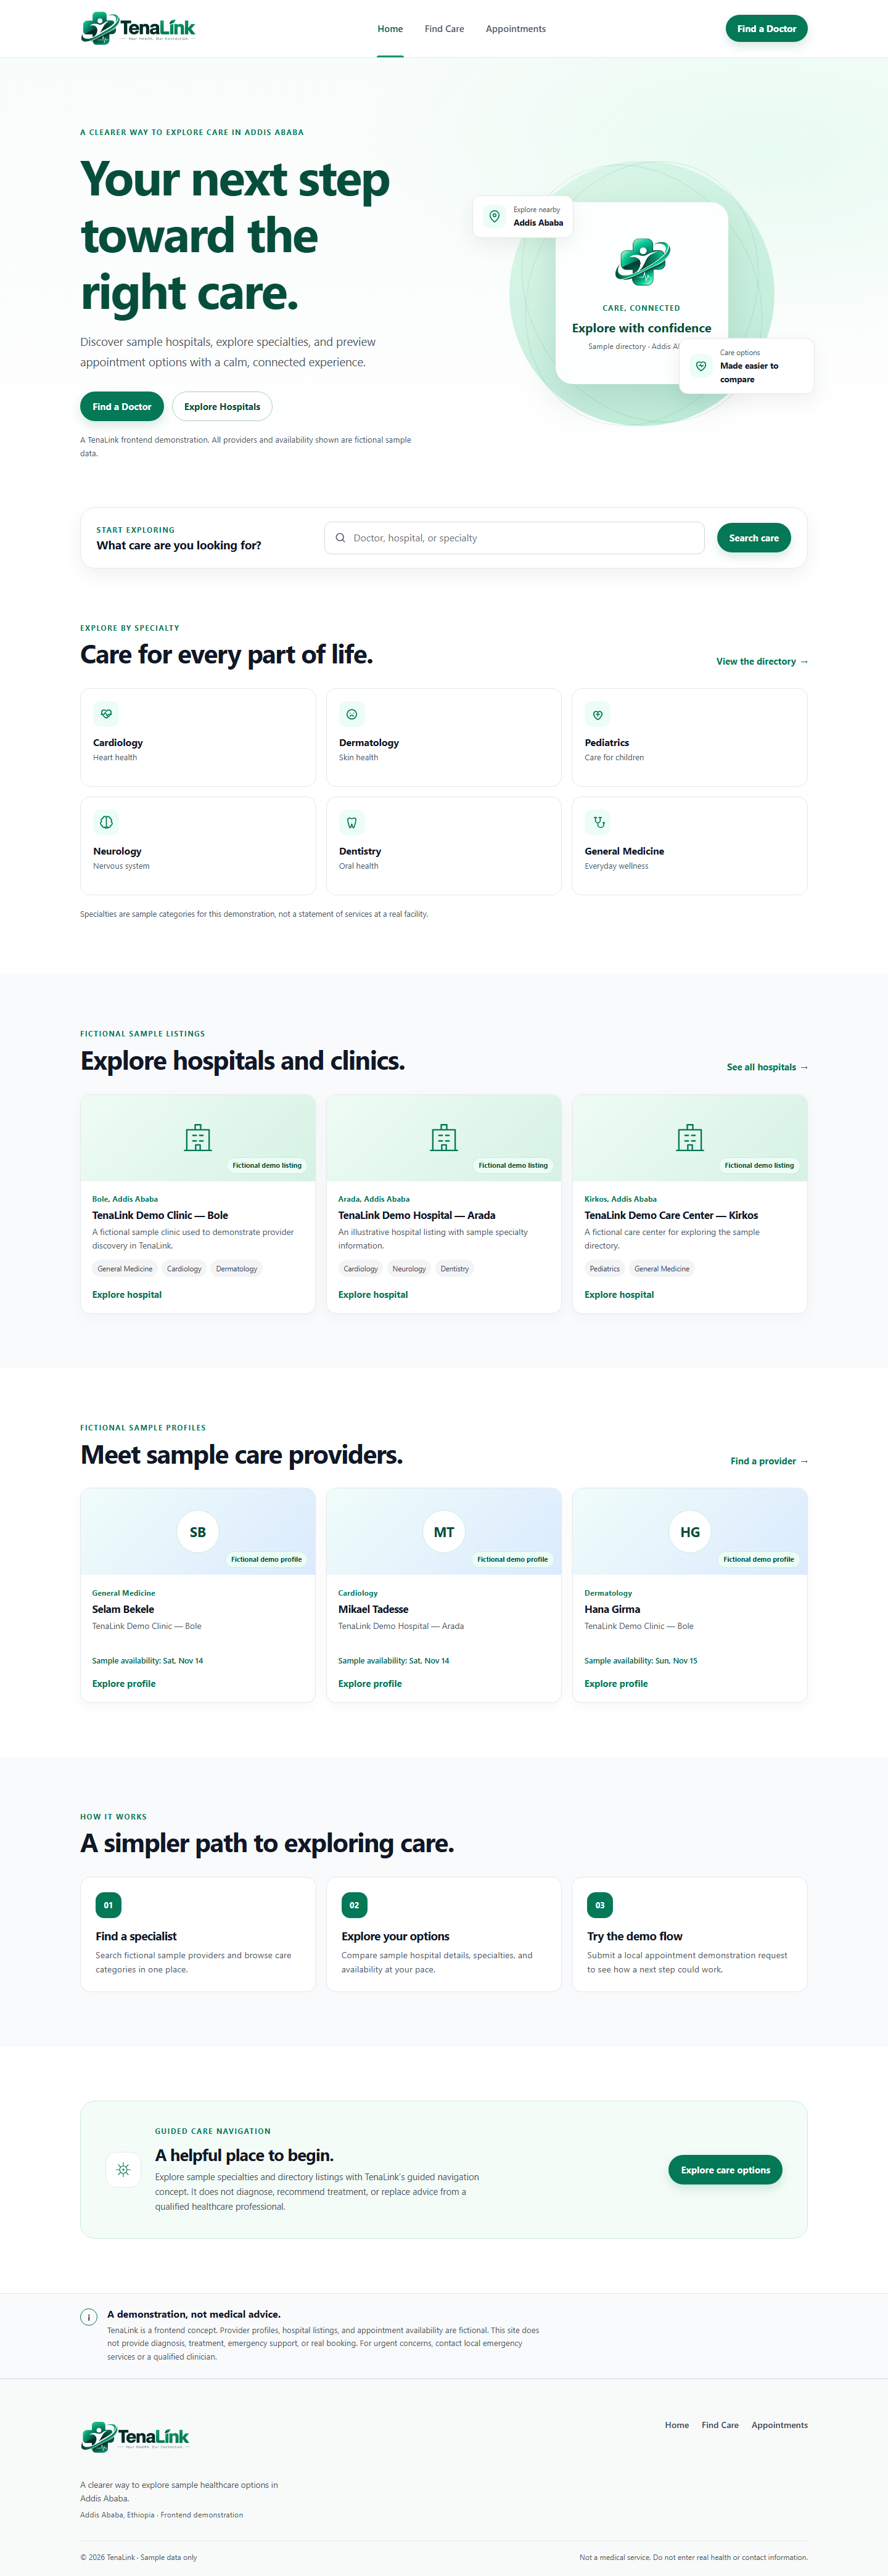 TenaLínk
Your Health. Our Connection
Home
Find Care
Appointments
Find a Doctor
A CLEARER WAY TO EXPLORE CARE IN ADDIS ABABA
Your next step
toward the
right care.
Discover sample hospitals, explore specialties, and preview
appointment options with a calm, connected experience.
Find a Doctor
Explore Hospitals
A TenaLink frontend demonstration. All providers and availability shown are fictional sample
data.
Explore nearby
Addis Ababa
CARE, CONNECTED
Explore with confidence
Sample directory · Addis
Care options
Made easier to
compare
START EXPLORING
What care are you looking for?
Doctor, hospital, or specialty
Search care
EXPLORE BY SPECIALTY
Care for every part of life.
View the directory →
Cardiology
Heart health
Dermatology
Skin health
Pediatrics
Care for children
Neurology
Nervous system
Dentistry
Oral health
General Medicine
Everyday wellness
Specialties are sample categories for this demonstration, not a statement of services at a real facility.
FICTIONAL SAMPLE LISTINGS
Explore hospitals and clinics.
See all hospitals →
Fictional demo listing
Bole, Addis Ababa
TenaLink Demo Clinic — Bole
A fictional sample clinic used to demonstrate provider
discovery in TenaLink.
General Medicine
Cardiology
Dermatology
Explore hospital
Fictional demo listing
Arada, Addis Ababa
TenaLink Demo Hospital — Arada
An illustrative hospital listing with sample specialty
information.
Cardiology
Neurology
Dentistry
Explore hospital
Fictional demo listing
Kirkos, Addis Ababa
TenaLink Demo Care Center — Kirkos
A fictional care center for exploring the sample
directory.
Pediatrics
General Medicine
Explore hospital
FICTIONAL SAMPLE PROFILES
Meet sample care providers.
Find a provider →
SB
Fictional demo profile
General Medicine
Selam Bekele
TenaLink Demo Clinic — Bole
Sample availability: Sat, Nov 14
Explore profile
MT
Fictional demo profile
Cardiology
Mikael Tadesse
TenaLink Demo Hospital — Arada
Sample availability: Sat, Nov 14
Explore profile
HG
Fictional demo profile
Dermatology
Hana Girma
TenaLink Demo Clinic — Bole
Sample availability: Sun, Nov 15
Explore profile
HOW IT WORKS
A simpler path to exploring care.
01
Find a specialist
Search fictional sample providers and browse care
categories in one place.
02
Explore your options
Compare sample hospital details, specialties, and
availability at your pace.
03
Try the demo flow
Submit a local appointment demonstration request
to see how a next step could work.
GUIDED CARE NAVIGATION
A helpful place to begin.
Explore sample specialties and directory listings with TenaLink's guided navigation
concept. It does not diagnose, recommend treatment, or replace advice from a
qualified healthcare professional.
Explore care options
i
A demonstration, not medical advice.
TenaLink is a frontend concept. Provider profiles, hospital listings, and appointment availability are fictional. This site does
not provide diagnosis, treatment, emergency support, or real booking. For urgent concerns, contact local emergency
services or a qualified clinician.
TenaLínk
Your Health. Our Connection
Home
Find Care
Appointments
A clearer way to explore sample healthcare options in
Addis Ababa.
Addis Ababa, Ethiopia · Frontend demonstration
© 2026 TenaLink · Sample data only
Not a medical service. Do not enter real health or contact information.